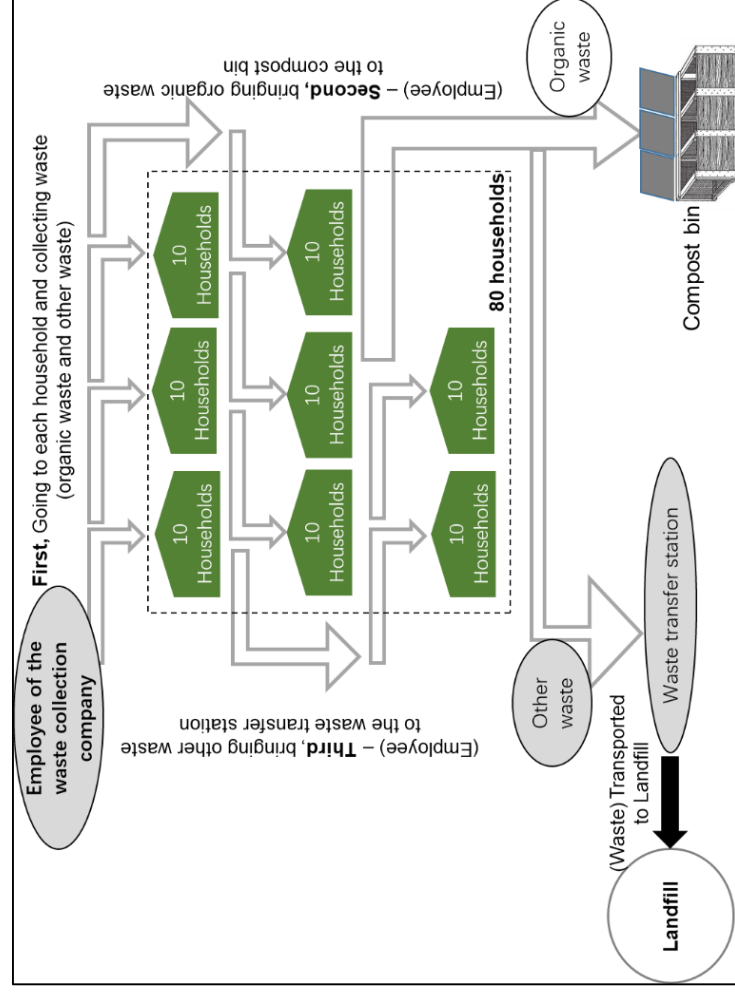 Employee of the
waste collection
company
First, Going to each household and collecting waste
(organic waste and other waste)
(Employee) – Second, bringing organic waste
to the compost bin
10
Households
10
Households
10
Households
10
Households
10
Households
10
Households
10
Households
10
Households
80 households
(Employee) – Third, bringing other waste
to the waste transfer station
Other
waste
Organic
waste
Waste transfer station
Compost bin
(Waste) Transported
to Landfill
Landfill